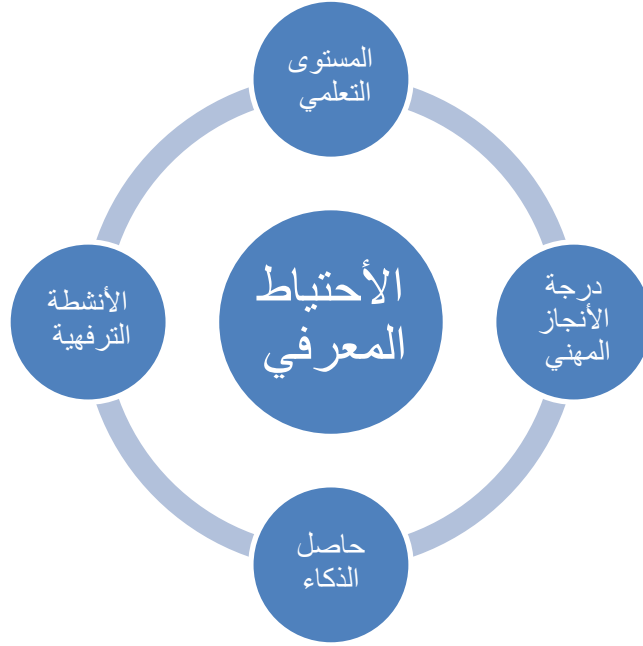 المستوى
التعلمي
الأحتياط
المعرفي
درجة
الأنجاز
المهني
الأنشطة
الترفهية
حاصل
الذكاء